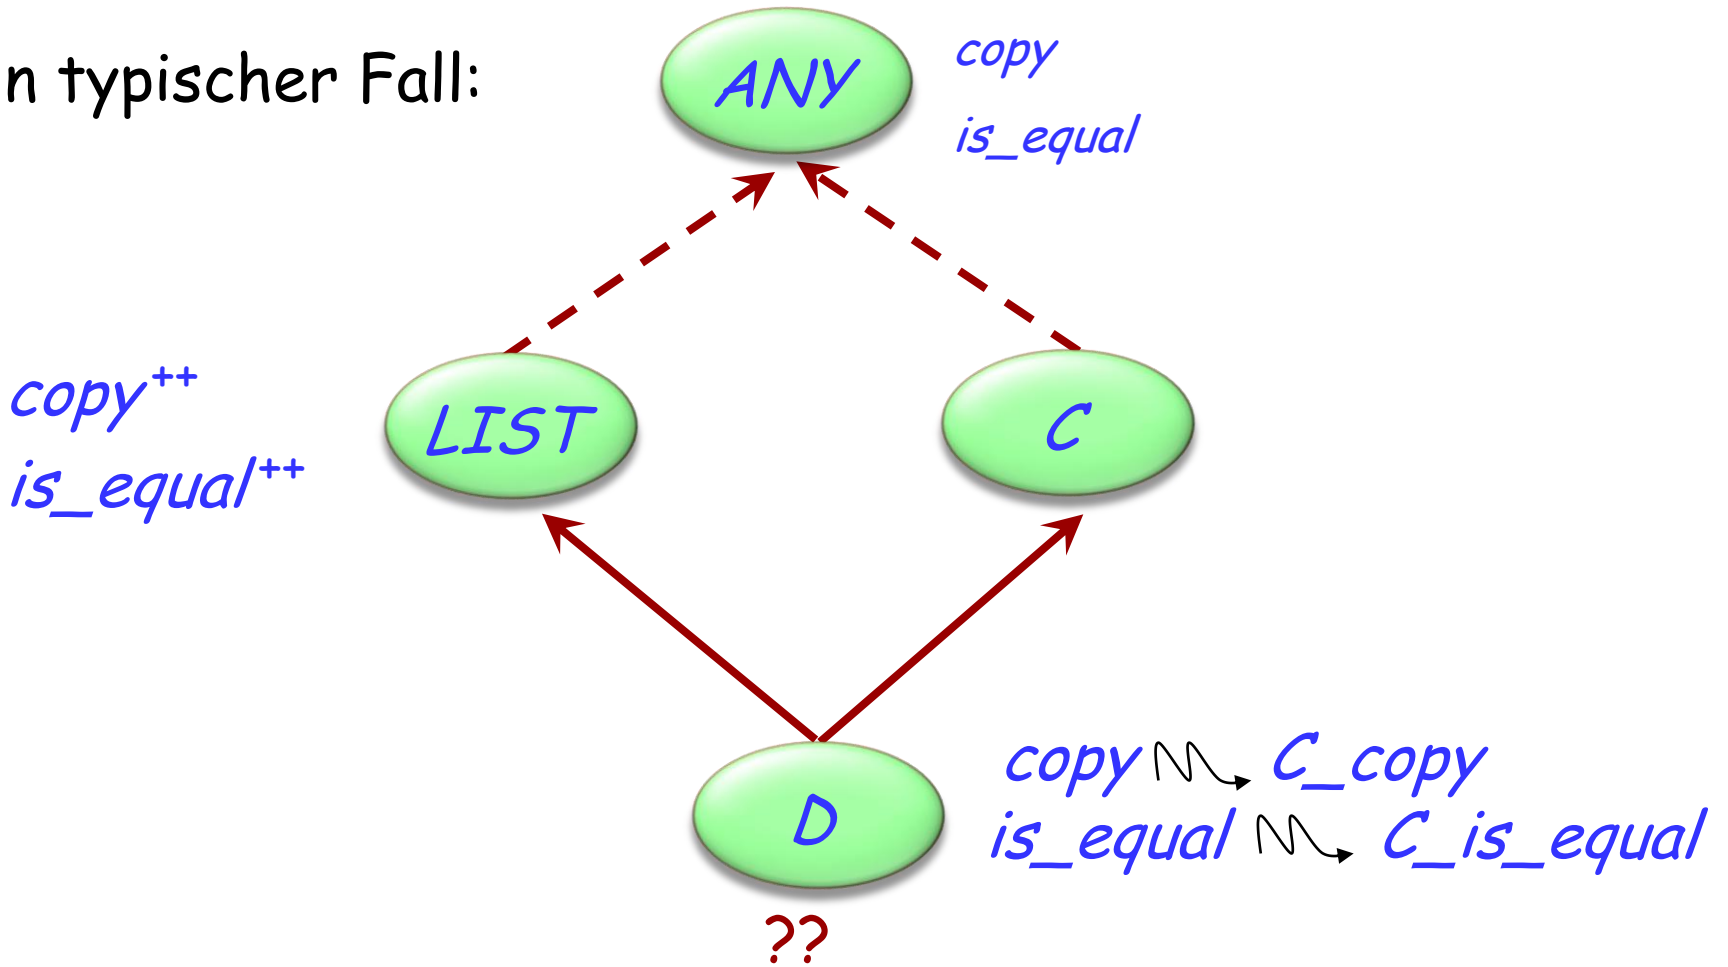 n typischer Fall:
ANY
copy
is_equal
copy++
is_equal++
LIST
C
D
copy C_copy
is_equal C_is_equal
??